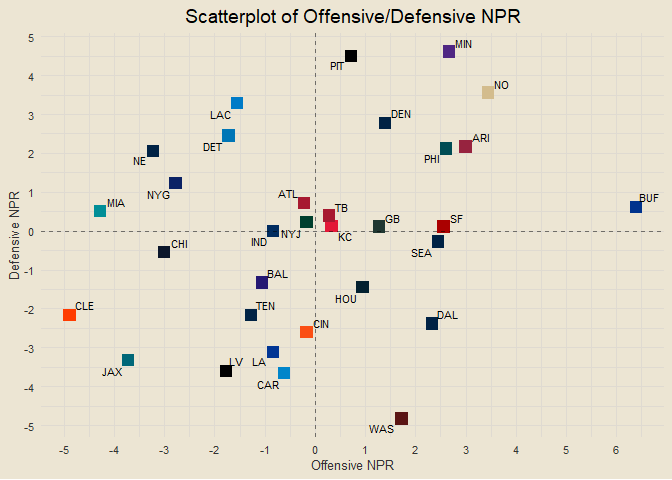 Scatterplot of Offensive/Defensive NPR
5
MIN
PIT
4
NO
LAC
3
DEN
DET
ARI
2
NE
PHI
NYG
1
MIA
ATL
TB
BUF
GB
SF
0
IND
NYJ
KC
CHI
SEA
-1
BAL
HOU
-2
CLE
TEN
CIN
DAL
-3
JAX
LV
LA
CAR
-4
WAS
-5
Defensive NPR
-5 -4 -3 -2 -1 0 1 2 3 4 5 6
Offensive NPR